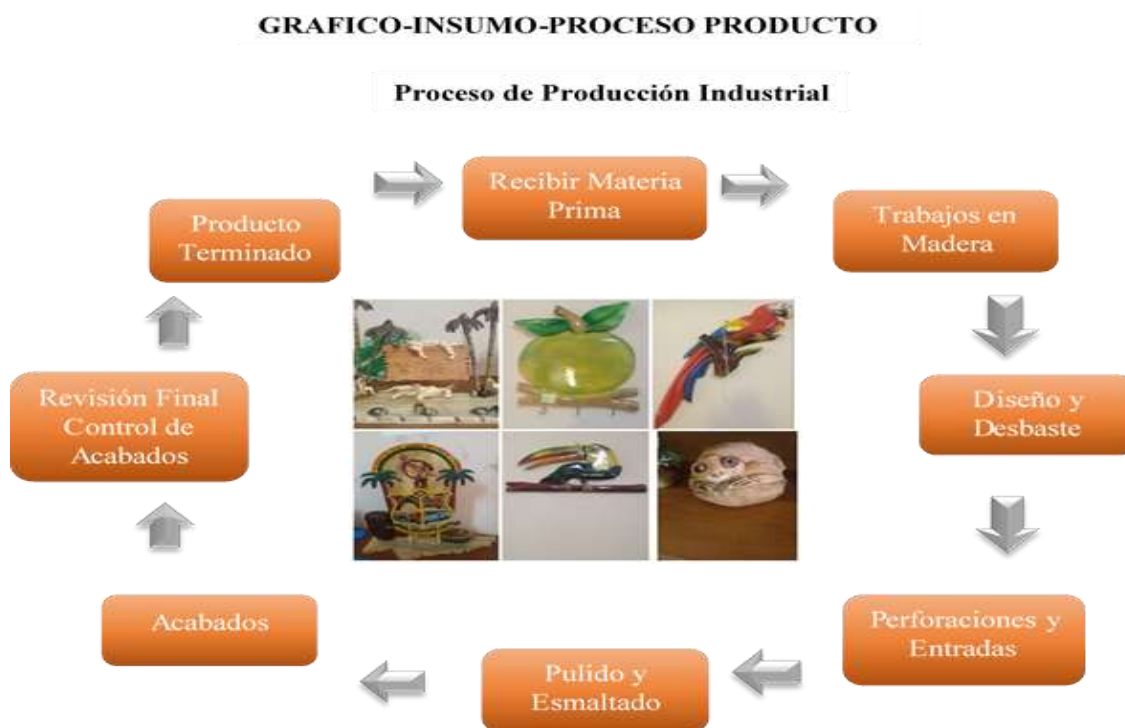 GRAFICO-INSUMO-PROCESO PRODUCTO
Proceso de Producción Industrial
Recibir Materia
Prima
Trabajos en
Madera
Diseño y
Desbaste
Perforaciones y
Entradas
Pulido y
Esmaltado
Acabados
Revisión Final
Control de
Acabados
Producto
Terminado